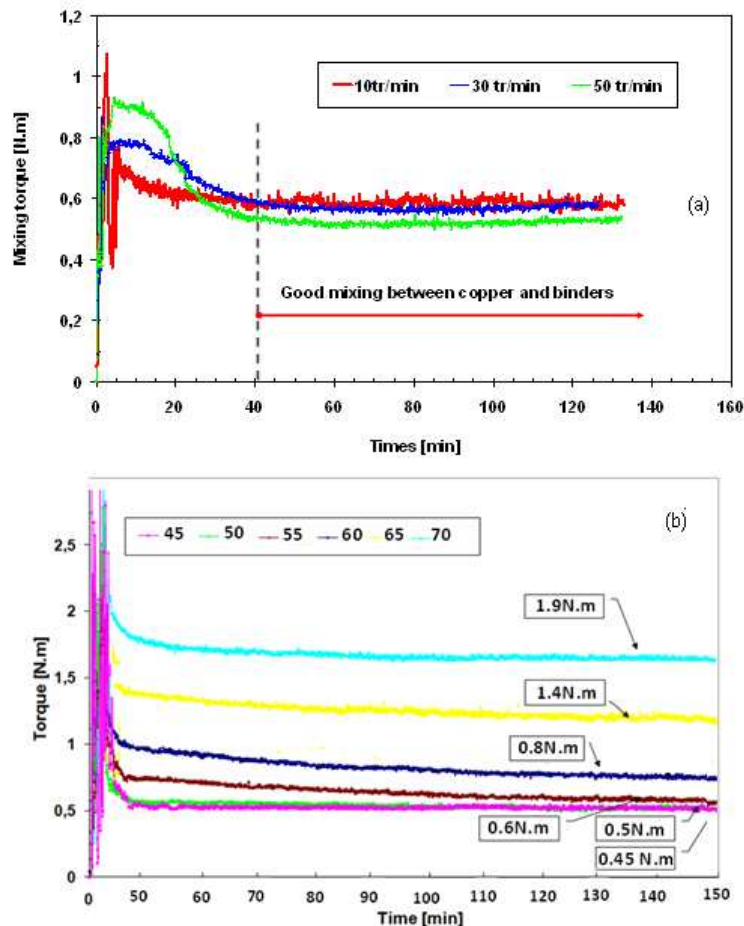 1,2
1
0,8
0,6
0,4
0,2
0
10tr/min 30 tr/min 50 tr/min
(a)
Good mixing between copper and binders
Mixing torque [N.m]
0 20 40 60 80 100 120 140 160
Times [min]
(b)
45 50 55 60 65 70
2,5
2
1,5
1
0,5
0
1.9N.m
1.4N.m
0.8N.m
0.6N.m
0.5N.m
0.45 N.m
Torque [N.m]
0 50 60 70 80 90 100 110 120 130 140 150
Time [min]